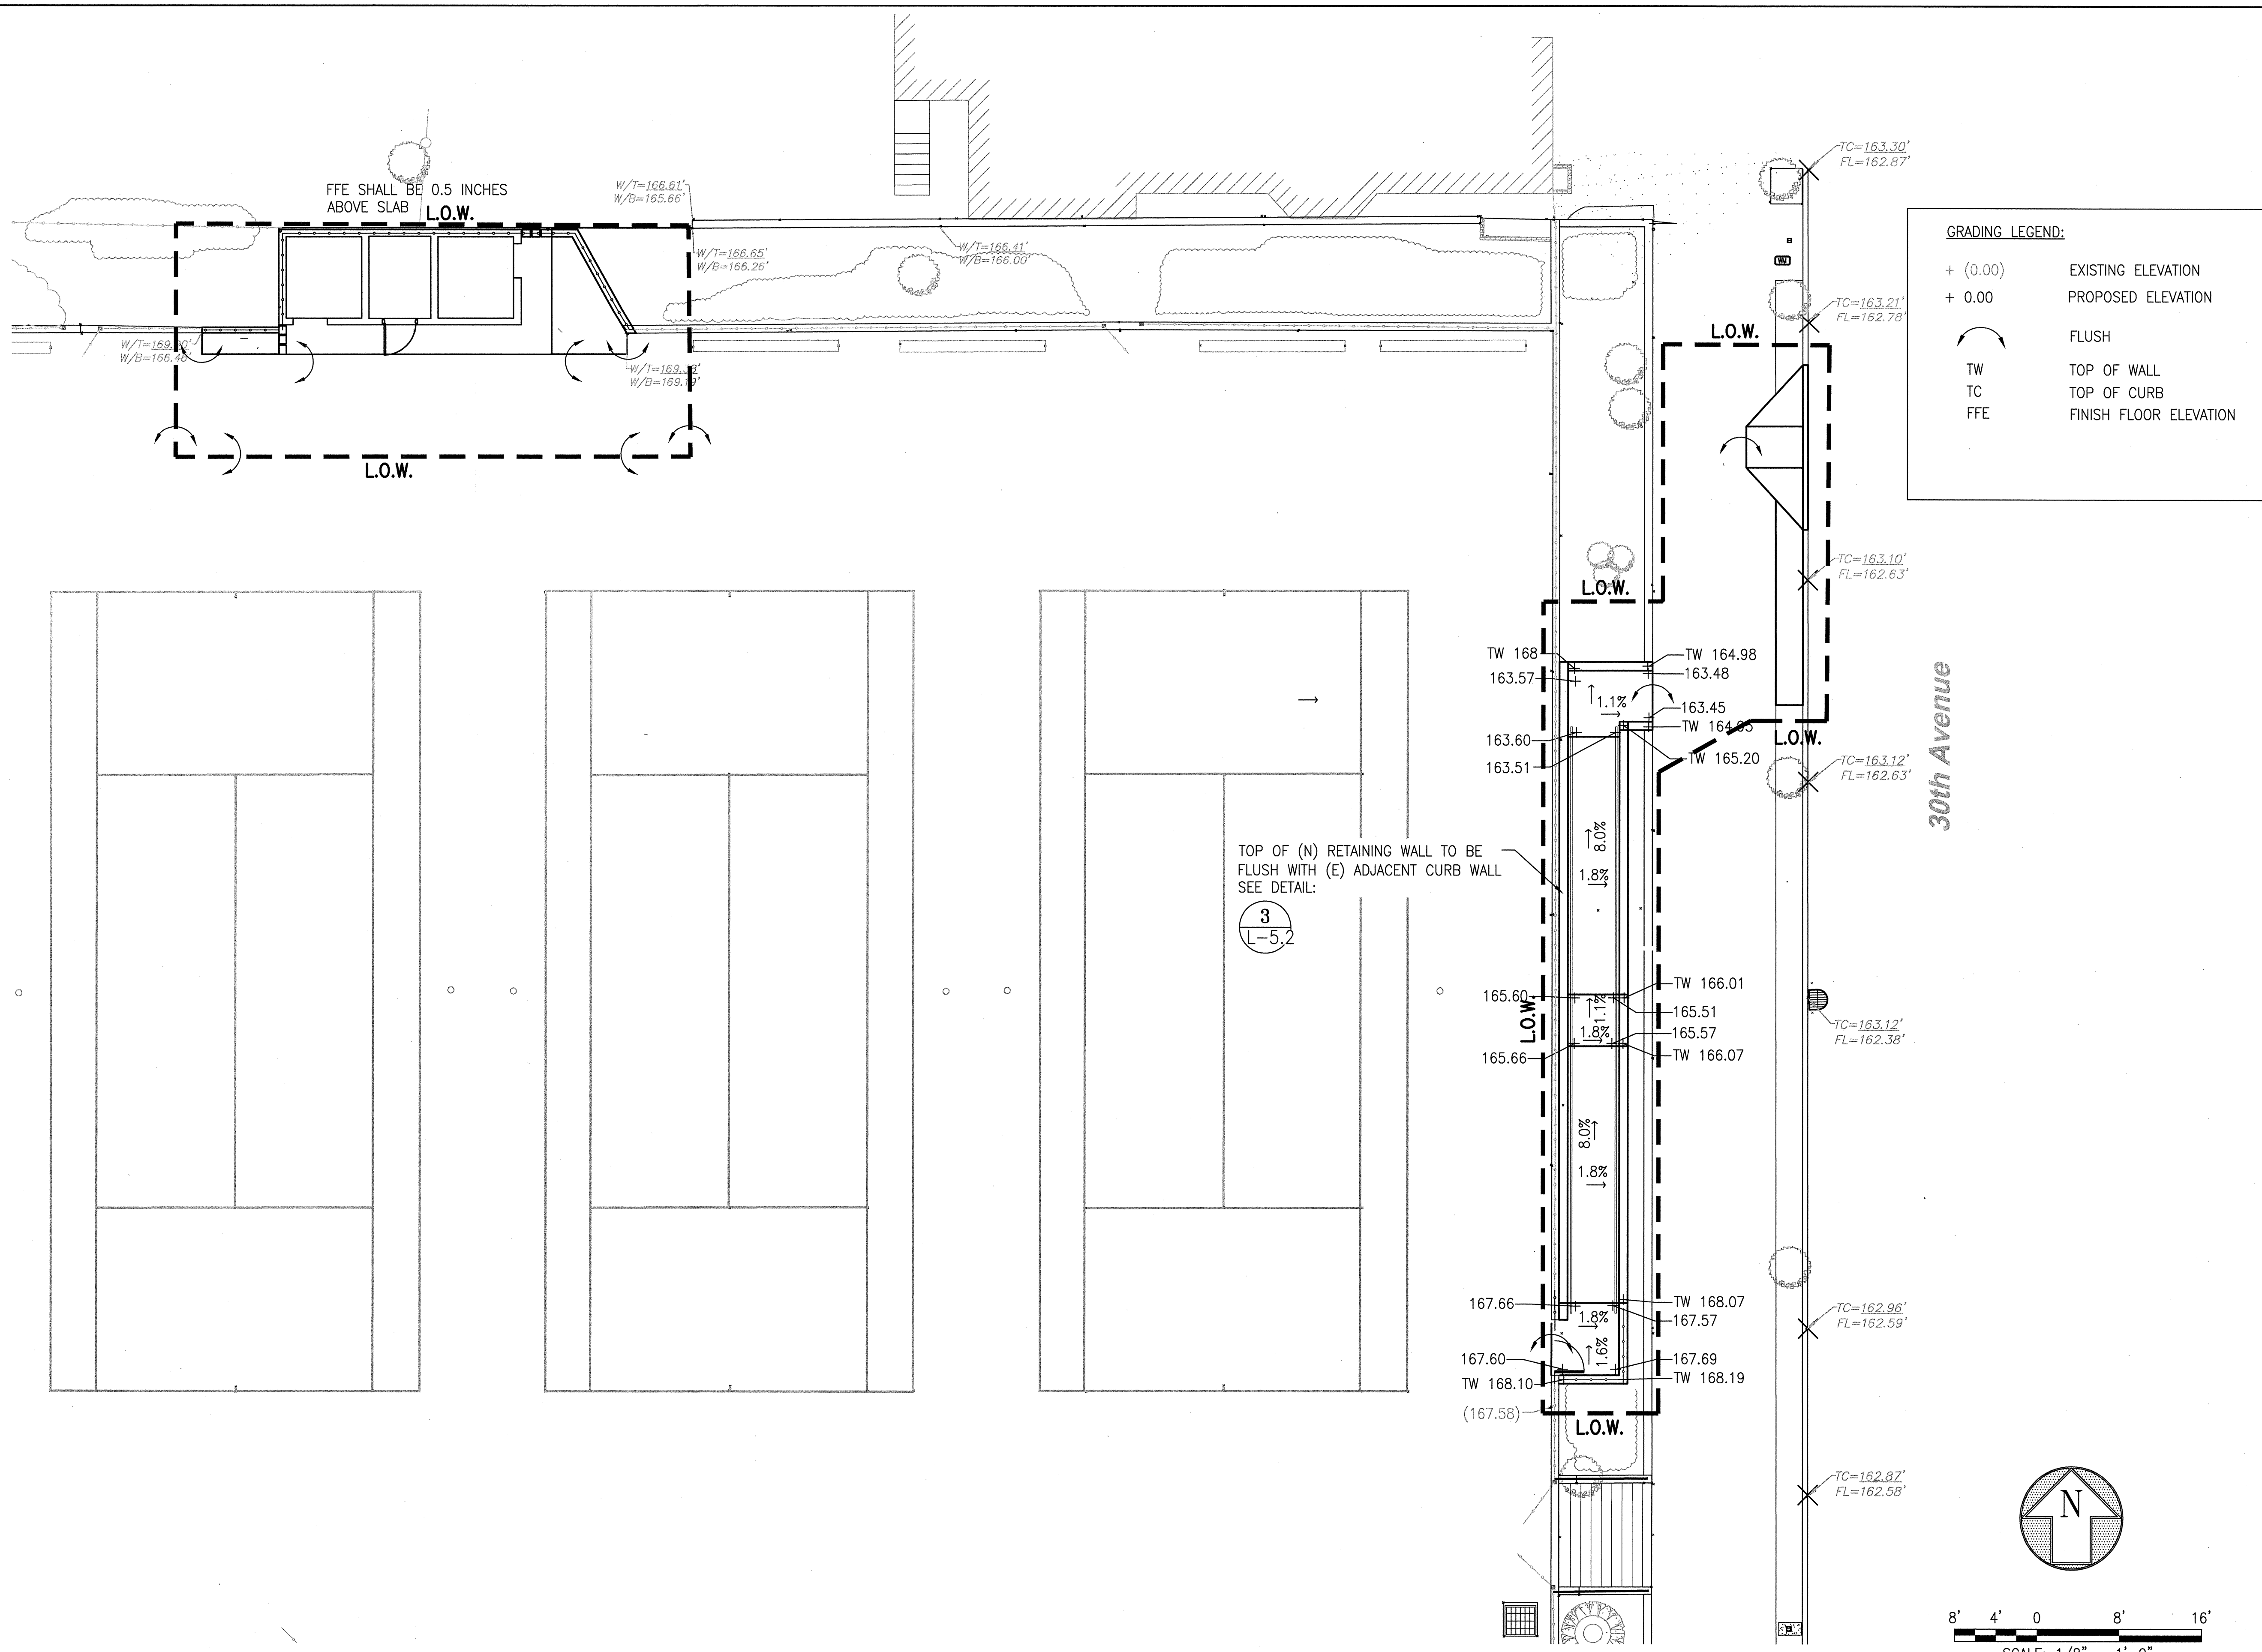 FFE SHALL BE 0.5 INCHES
ABOVE SLAB
L.O.W.
W/T=166.61'
W/B=165.66'
W/T=166.65'
W/B=166.26'
W/T=166.41'
W/B=166.00'
W/B=166.48'
W/B=169.19'
L.O.W.
TC=163.30'
FL=162.87'
WM
TC=163.21'
FL=162.78'
L.O.W.
GRADING LEGEND:
+ (0.00) EXISTING ELEVATION
+ 0.00 PROPOSED ELEVATION
FLUSH
TW TOP OF WALL
TC TOP OF CURB
FFE FINISH FLOOR ELEVATION
TC=163.10'
FL=162.63'
L.O.W.
TW 168
163.57
TW 164.98
163.48
1.1%
163.45
TW 164.95
163.60
163.51
TW 165.20
L.O.W.
TC=163.12'
FL=162.63'
30th Avenue
8.0%
1.8%
TOP OF (N) RETAINING WALL TO BE
FLUSH WITH (E) ADJACENT CURB WALL
SEE DETAIL:
3
L-5.2
165.60
TW 166.01
1.1%
165.51
1.8%
165.57
165.66
TW 166.07
L.O.W.
TC=163.12'
FL=162.38'
8.0%
1.8%
167.66
TW 168.07
1.8%
167.57
1.6%
167.60
167.69
TW 168.10
TW 168.19
(167.58)
L.O.W.
TC=162.96'
FL=162.59'
TC=162.87'
FL=162.58'
N
8' 4' 0 8' 16'